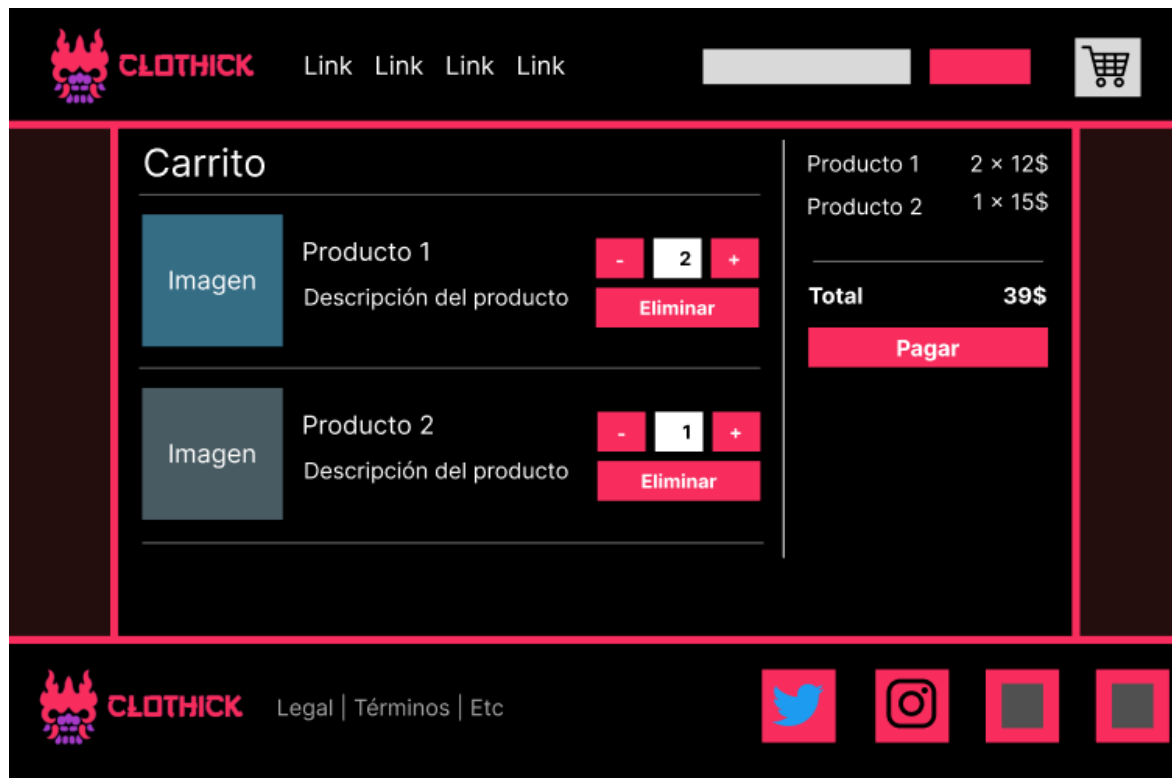 CLOTHICK
Link Link Link Link
Carrito
Imagen
Producto 1
Descripción del producto
- 2 +
Eliminar
Imagen
Producto 2
Descripción del producto
- 1 +
Eliminar
Producto 1 2 × 12$
Producto 2 1 × 15$
Total 39$
Pagar
CLOTHICK
Legal | Términos | Etc